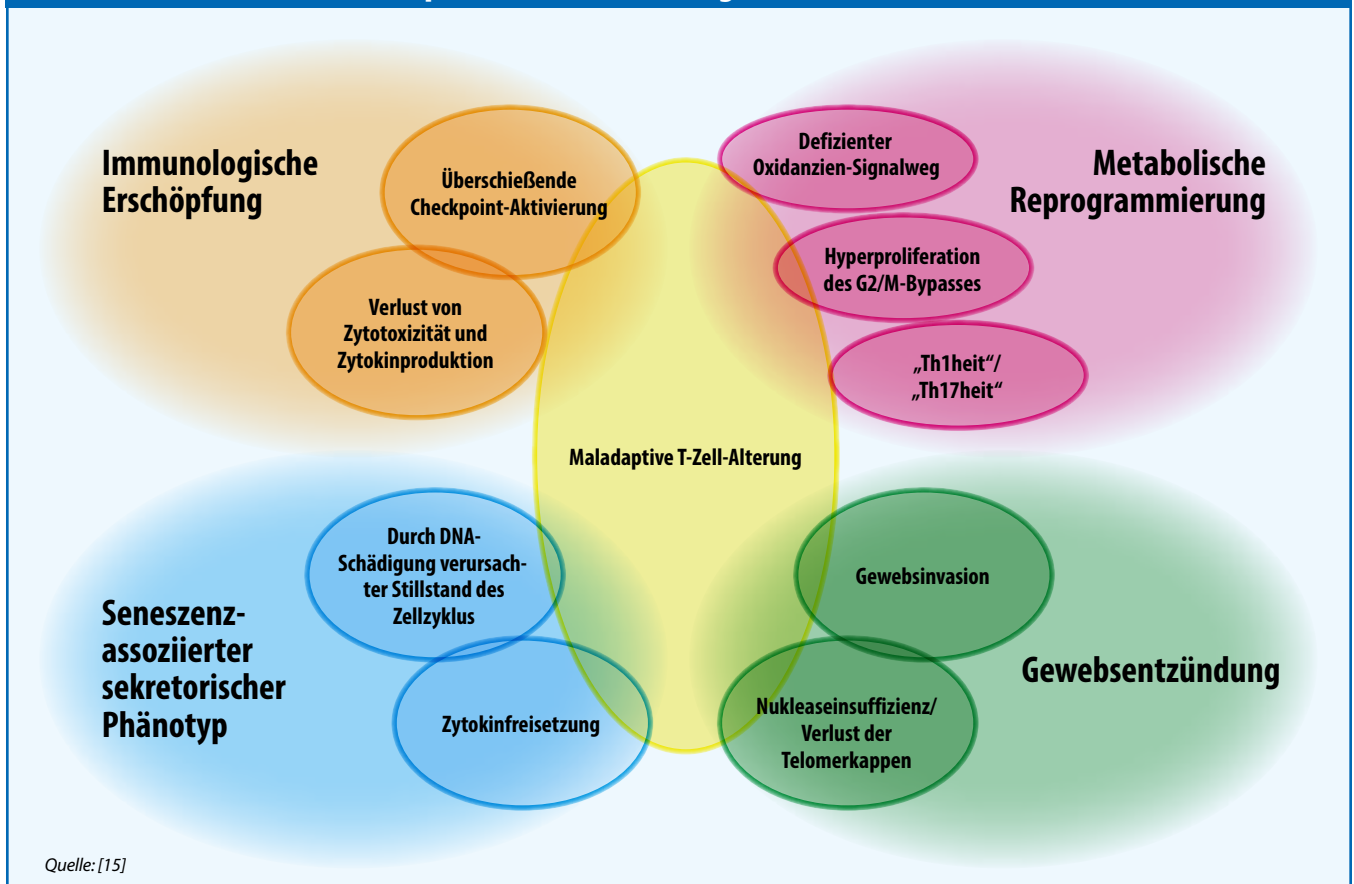 Immunologische
Erschöpfung
Überschießende
Checkpoint-Aktivierung
Verlust von
Zytotoxizität und
Zytokinproduktion
Defizienter
Oxidanzien-Signalweg
Metabolische
Reprogrammierung
Hyperproliferation
des G2/M-Bypasses
„Th1heit“/
„Th17heit“
Maladaptive T-Zell-Alterung
Durch DNA-
Schädigung verursach-
ter Stillstand des
Zellzyklus
Seneszenz-
assoziierter
sekretorischer
Phänotyp
Zytokinfreisetzung
Gewebsinvasion
Gewebsentzündung
Nukleaseinsuffizienz/
Verlust der
Telomerkappen
Quelle: [15]